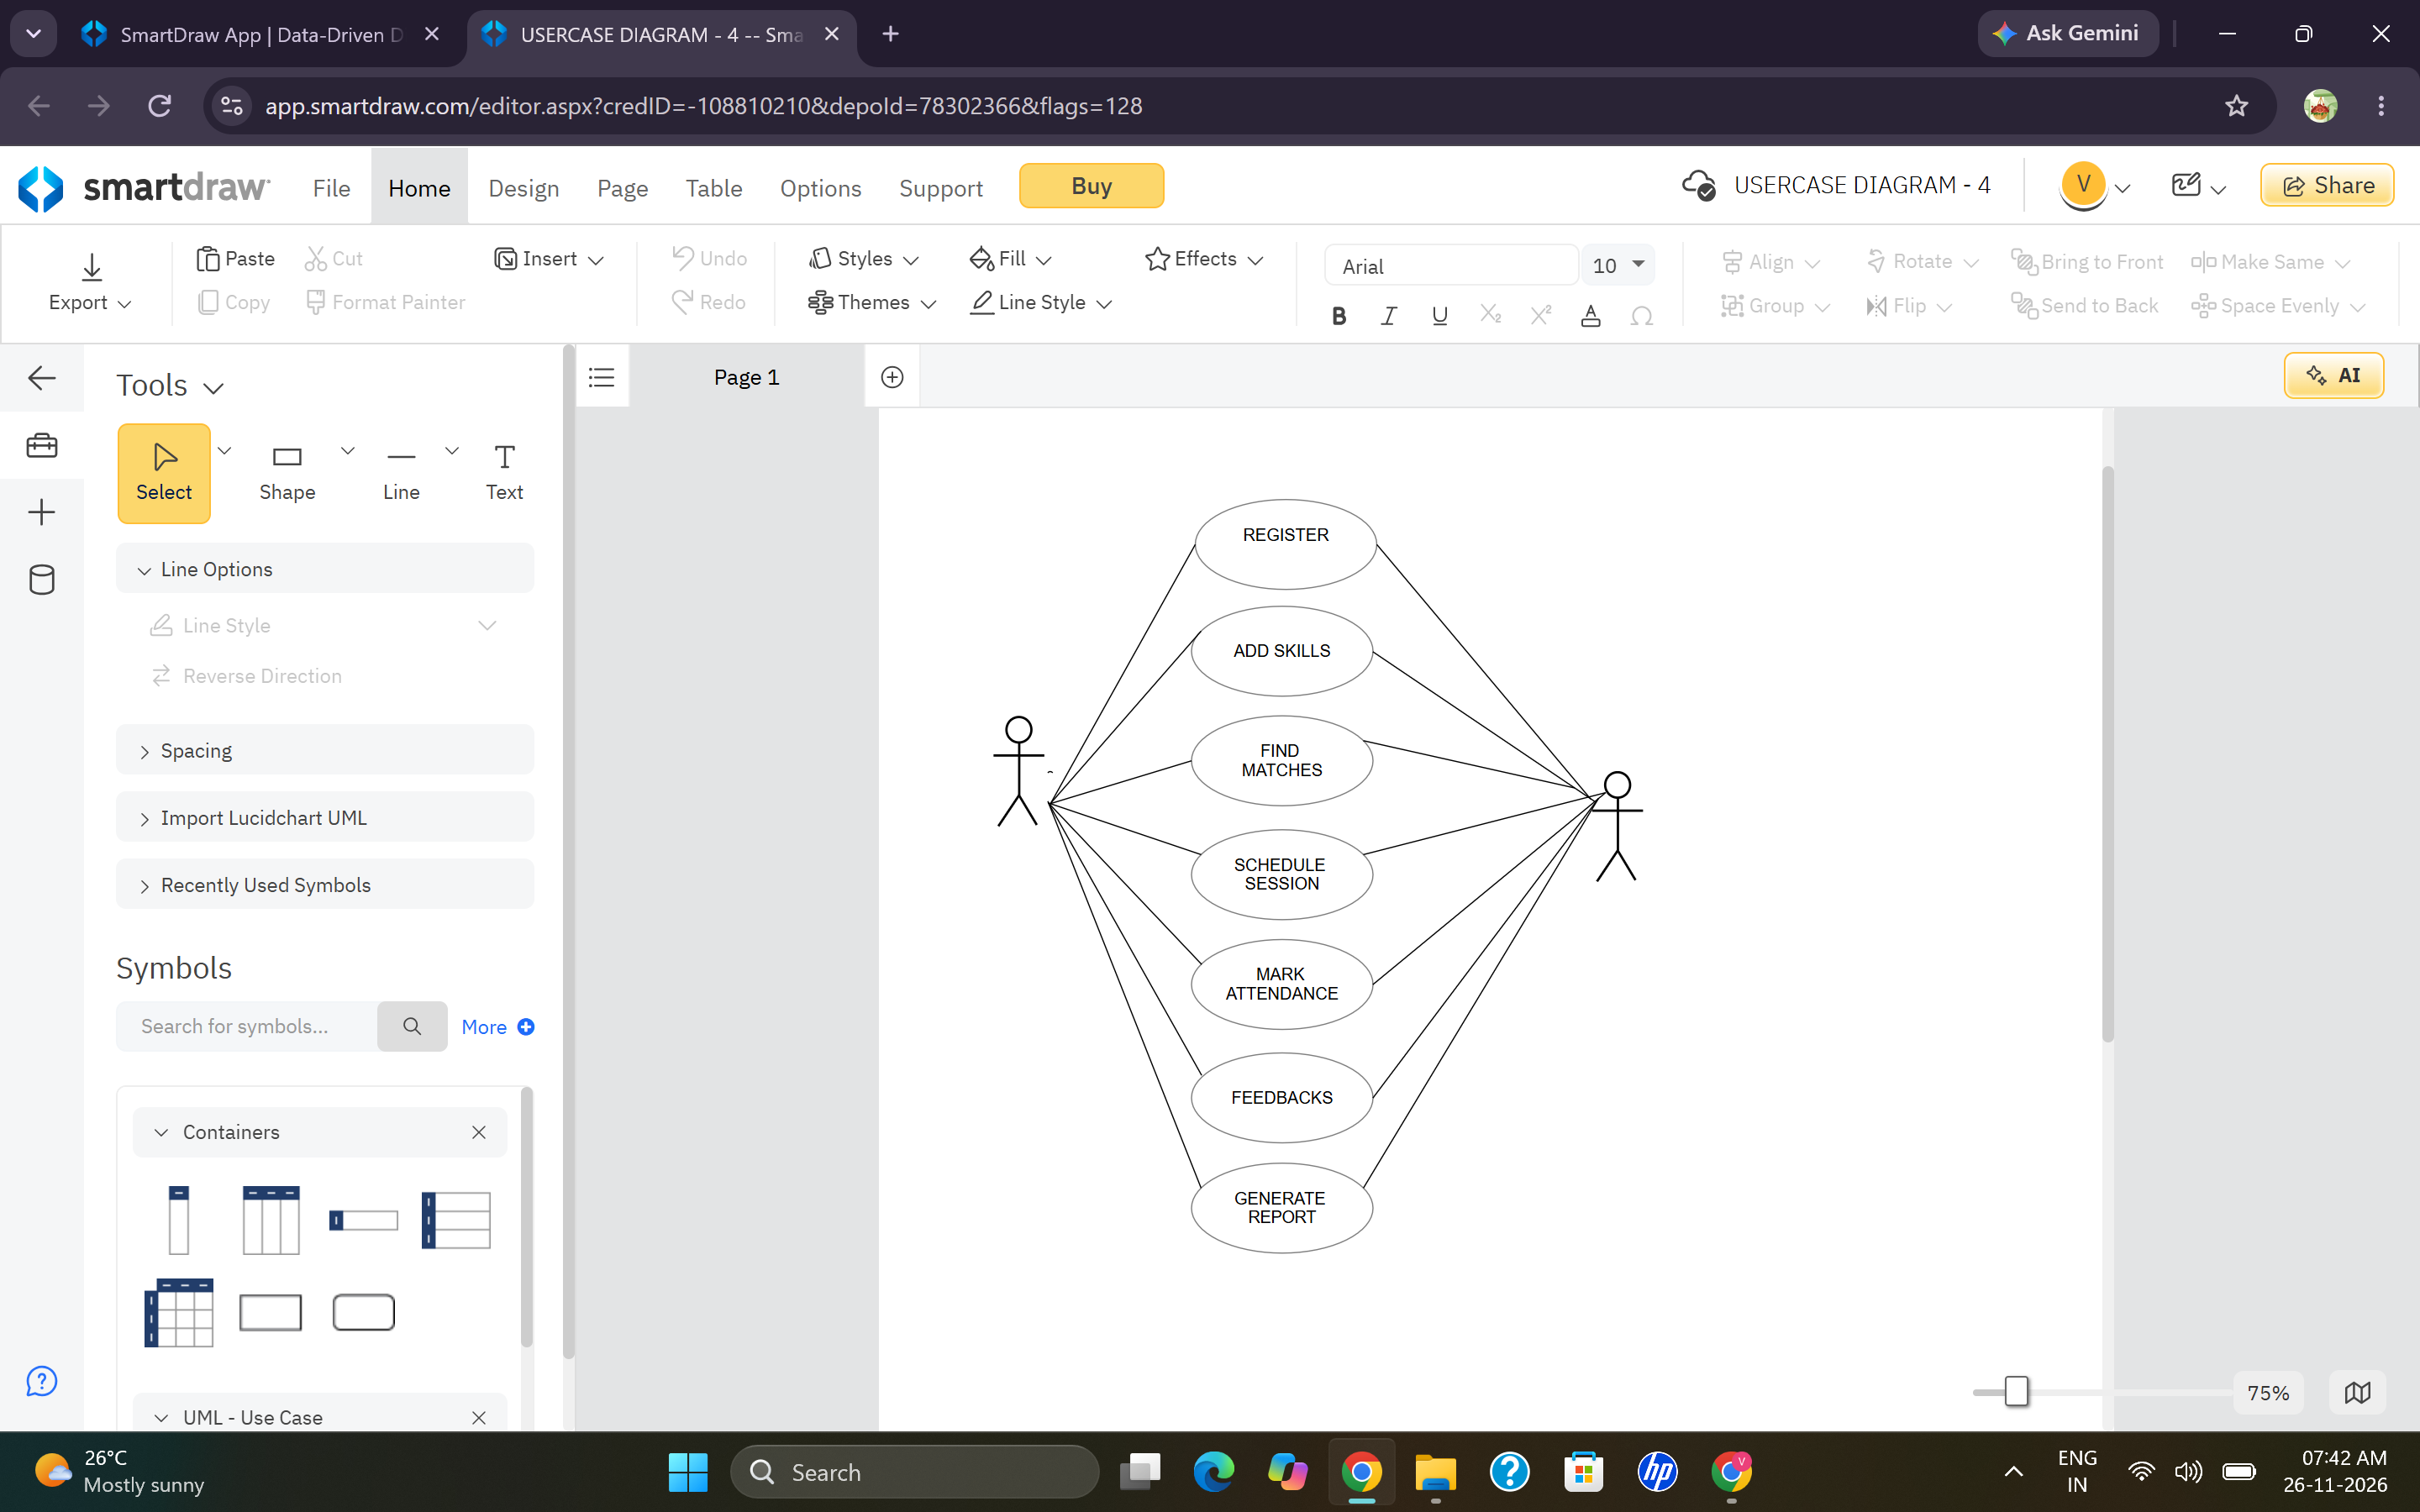 SmartDraw App | Data-Driven D
USERCASE DIAGRAM - 4 -- Sma
Ask Gemini
app.smartdraw.com/editor.aspx?credID=-108810210&depoId=78302366&flags=128
smartdraw
File
Home
Design
Page
Table
Options
Support
Buy
USERCASE DIAGRAM - 4
V
Share
Export
Paste
Cut
Copy
Format Painter
Insert
Undo
Redo
Styles
Themes
Fill
Line Style
Effects
Arial
10
B I U X₂ X² A Ω
Align
Rotate
Bring to Front
Make Same
Group
Flip
Send to Back
Space Evenly
Tools
Select
Shape
Line
Text
Line Options
Line Style
Reverse Direction
Spacing
Import Lucidchart UML
Recently Used Symbols
Symbols
Search for symbols...
More
Containers
UML - Use Case
Page 1
AI
REGISTER
ADD SKILLS
FIND
MATCHES
SCHEDULE
SESSION
MARK
ATTENDANCE
FEEDBACKS
GENERATE
REPORT
75%
26°C
Mostly sunny
Search
hp
V
ENG
IN
07:42 AM
26-11-2026